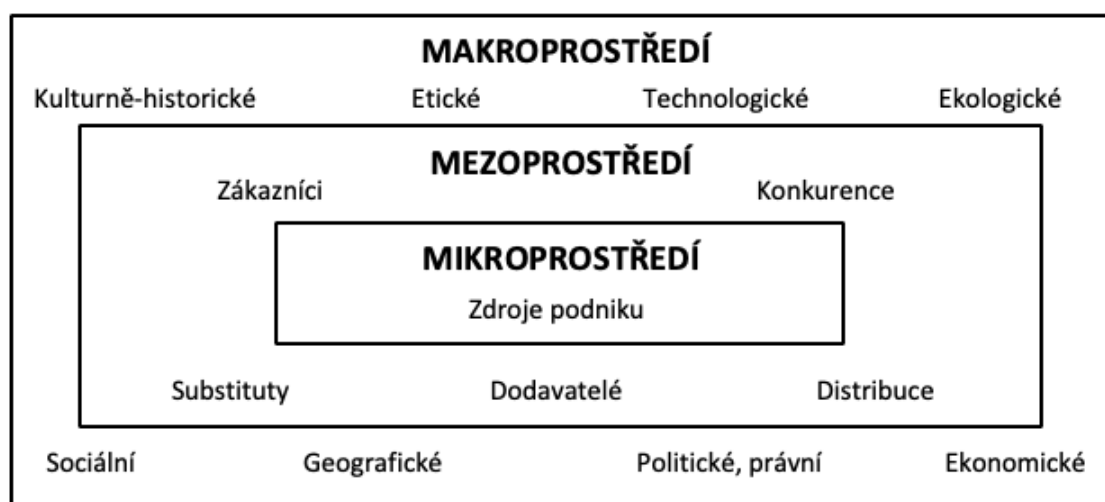 MAKROPROSTŘEDÍ
Kulturně-historické Etické Technologické Ekologické
MEZOPROSTŘEDÍ
Zákazníci Konkurence
MIKROPROSTŘEDÍ
Zdroje podniku
Substituty Dodavatelé Distribuce
Sociální Geografické Politické, právní Ekonomické